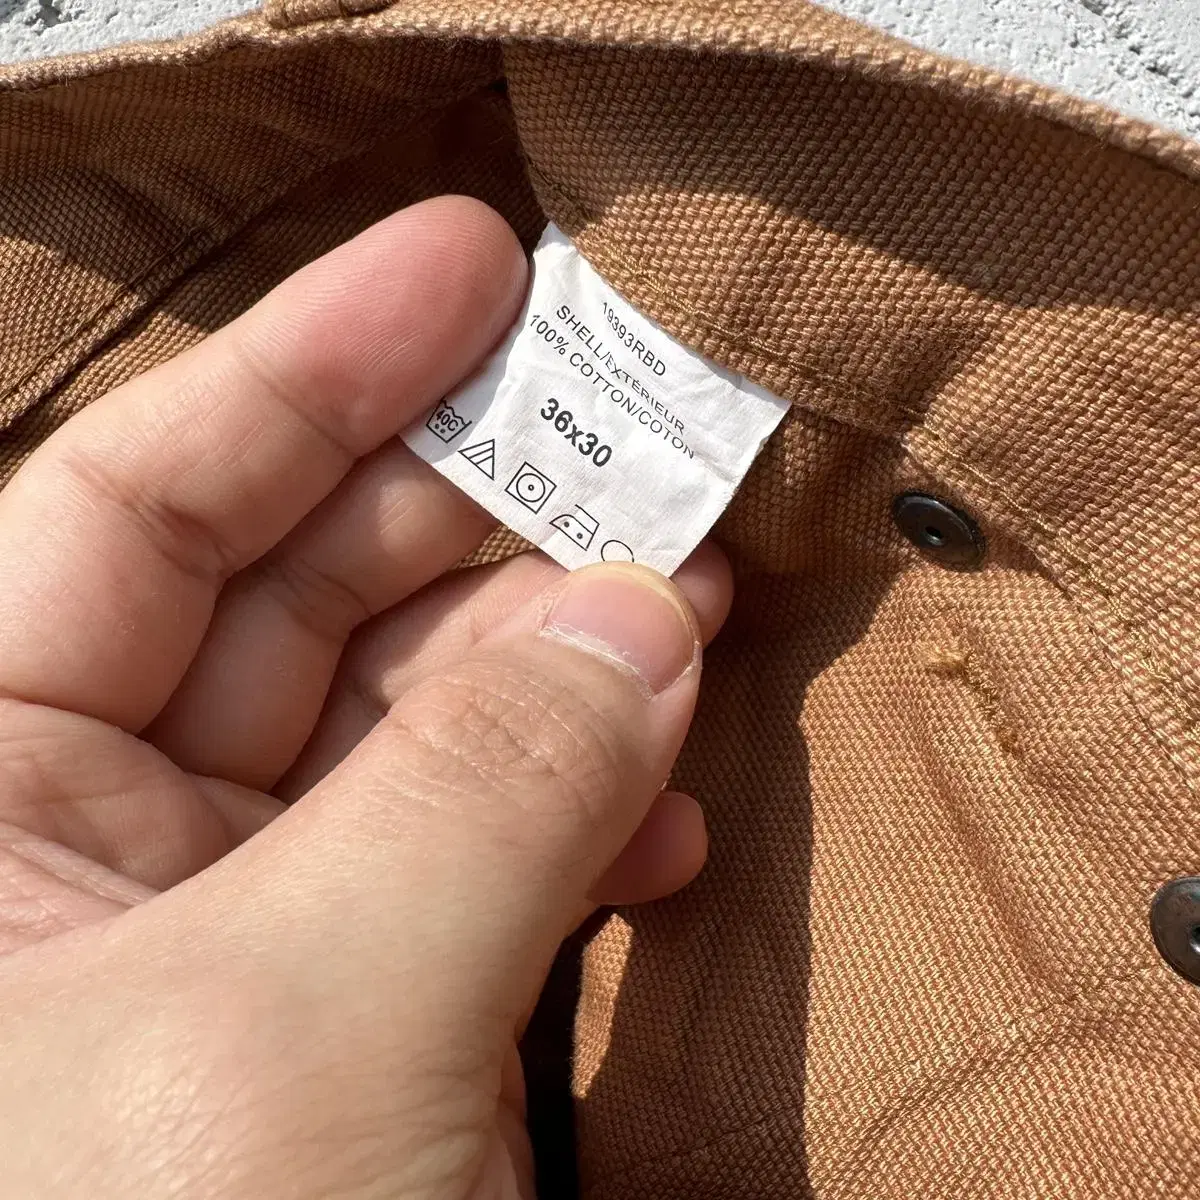 19393RBD
SHELL/EXTÉRIEUR
100% COTTON/COTON
36x30
40C